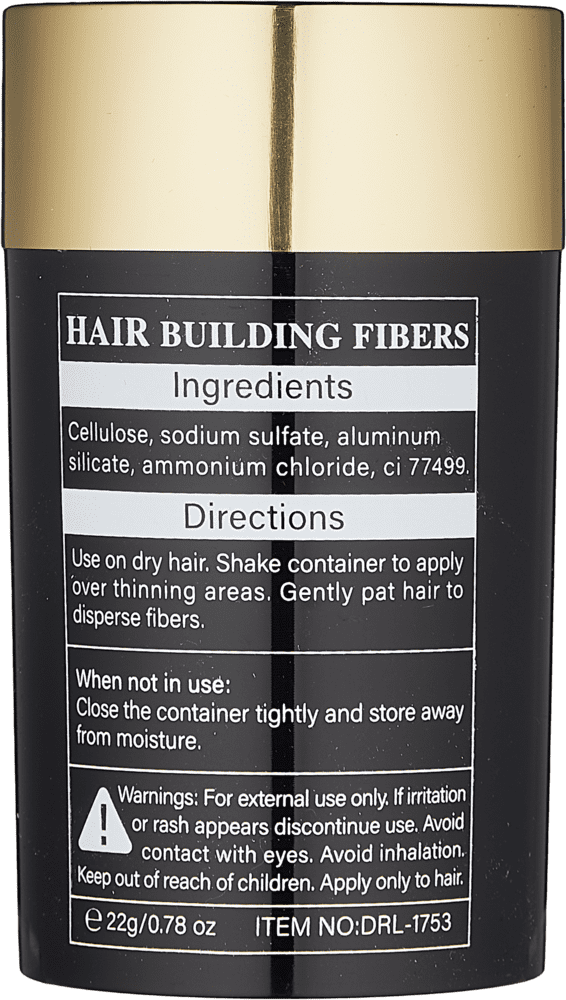 HAIR BUILDING FIBERS
Ingredients
Cellulose, sodium sulfate, aluminum
silicate, ammonium chloride, ci 77499.
Directions
Use on dry hair. Shake container to apply
over thinning areas. Gently pat hair to
disperse fibers.
When not in use:
Close the container tightly and store away
from moisture.
Warnings: For external use only. If irritation
or rash appears discontinue use. Avoid
contact with eyes. Avoid inhalation.
Keep out of reach of children. Apply only to hair.
℮ 22g/0.78 oz ITEM NO:DRL-1753